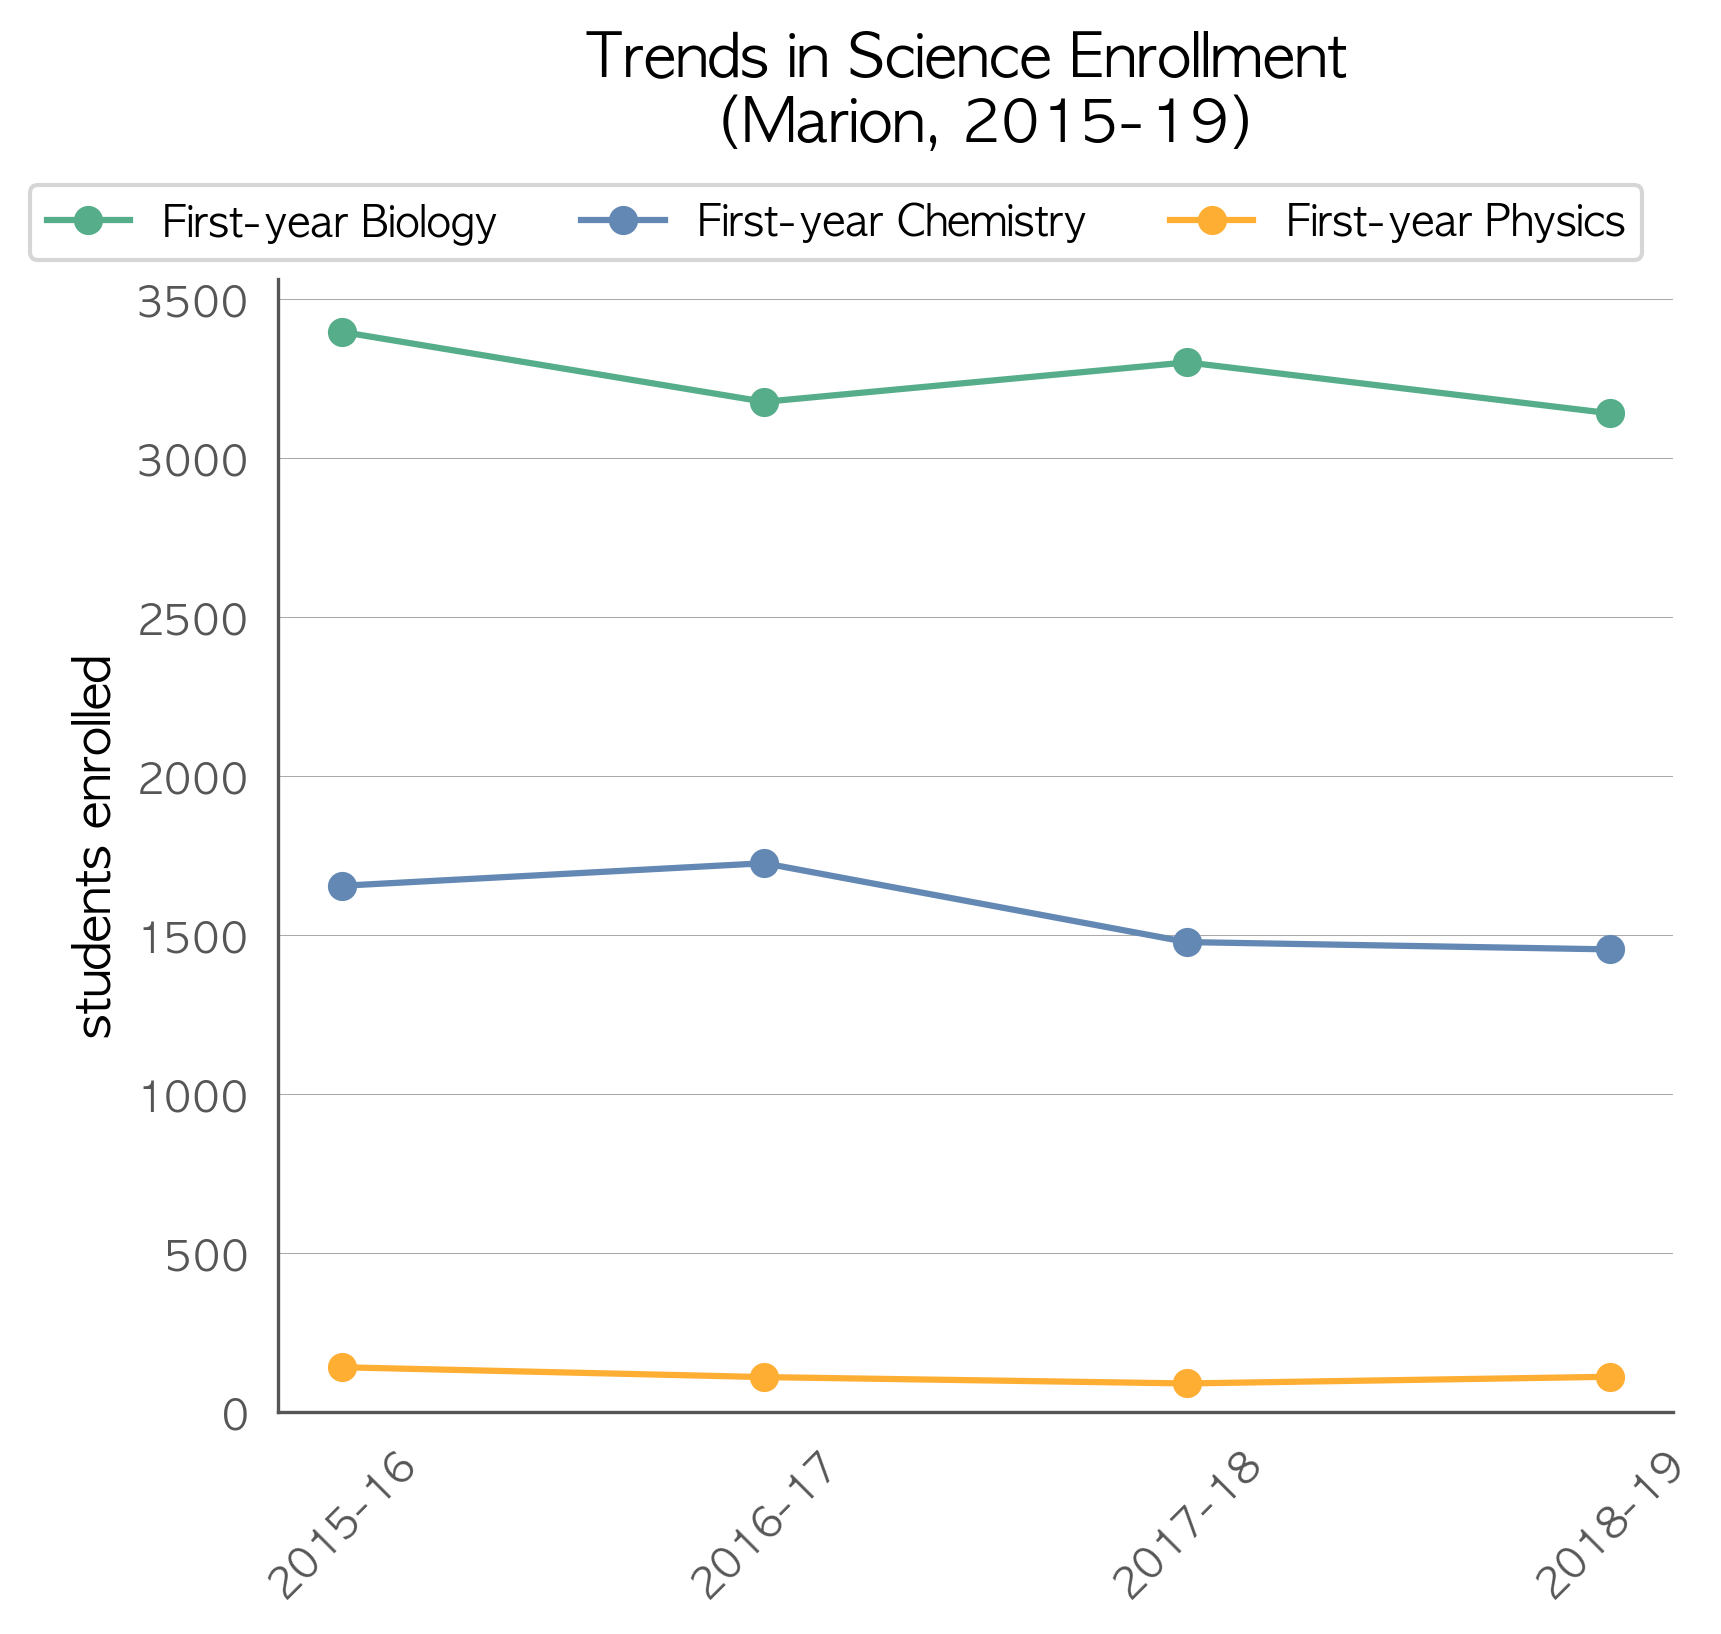 Trends in Science Enrollment
(Marion, 2015-19)
First-year Biology
First-year Chemistry
First-year Physics
3500
3000
2500
2000
1500
1000
500
0
students enrolled
2015-16
2016-17
2017-18
2018-19